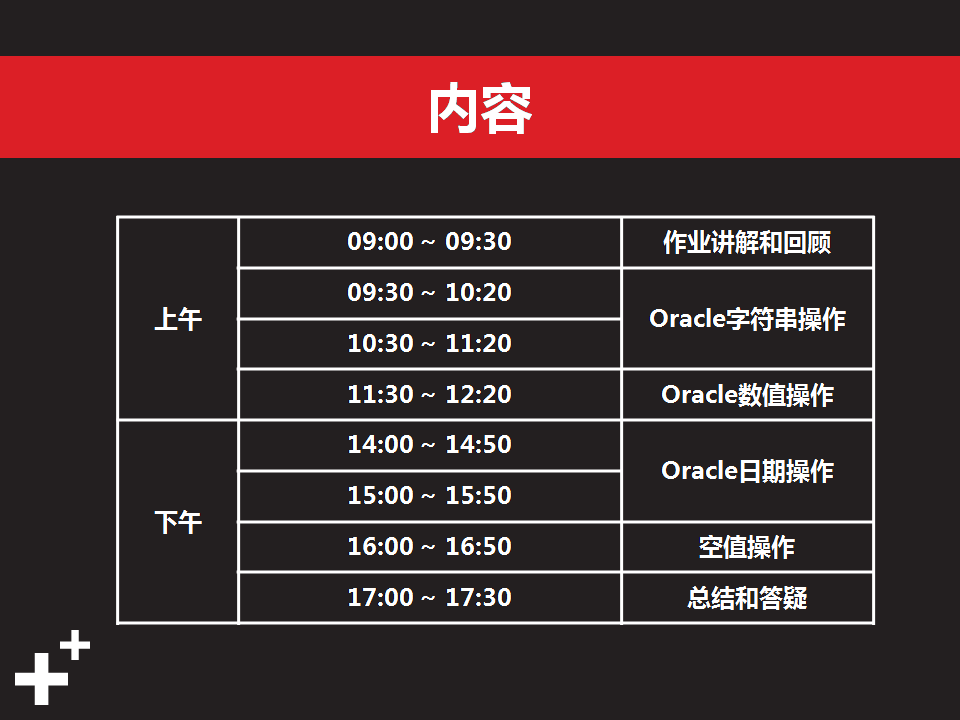 内容
上午
09:00 ~ 09:30
作业讲解和回顾
09:30 ~ 10:20
Oracle字符串操作
10:30 ~ 11:20
11:30 ~ 12:20
Oracle数值操作
下午
14:00 ~ 14:50
Oracle日期操作
15:00 ~ 15:50
16:00 ~ 16:50
空值操作
17:00 ~ 17:30
总结和答疑